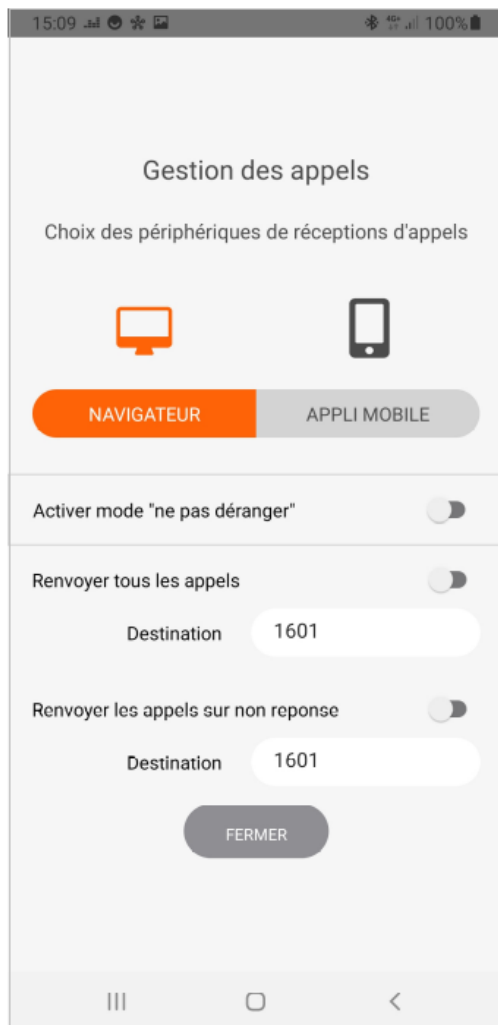 15:09 100%
Gestion des appels
Choix des périphériques de réceptions d'appels
NAVIGATEUR APPLI MOBILE
Activer mode "ne pas déranger"
Renvoyer tous les appels
Destination 1601
Renvoyer les appels sur non reponse
Destination 1601
FERMER